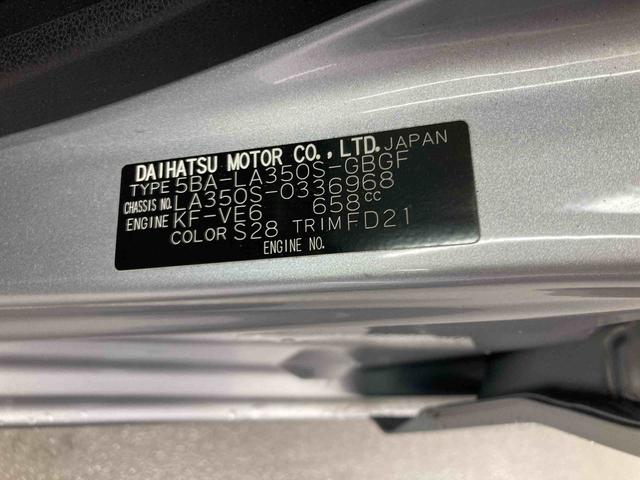 DAIHATSU MOTOR CO., LTD. JAPAN
TYPE 5BA-LA350S-GBGF
CHASSIS NO. LA350S-0336968
ENGINE KF-VE6 658cc
COLOR S28 TRIM FD21
ENGINE NO.